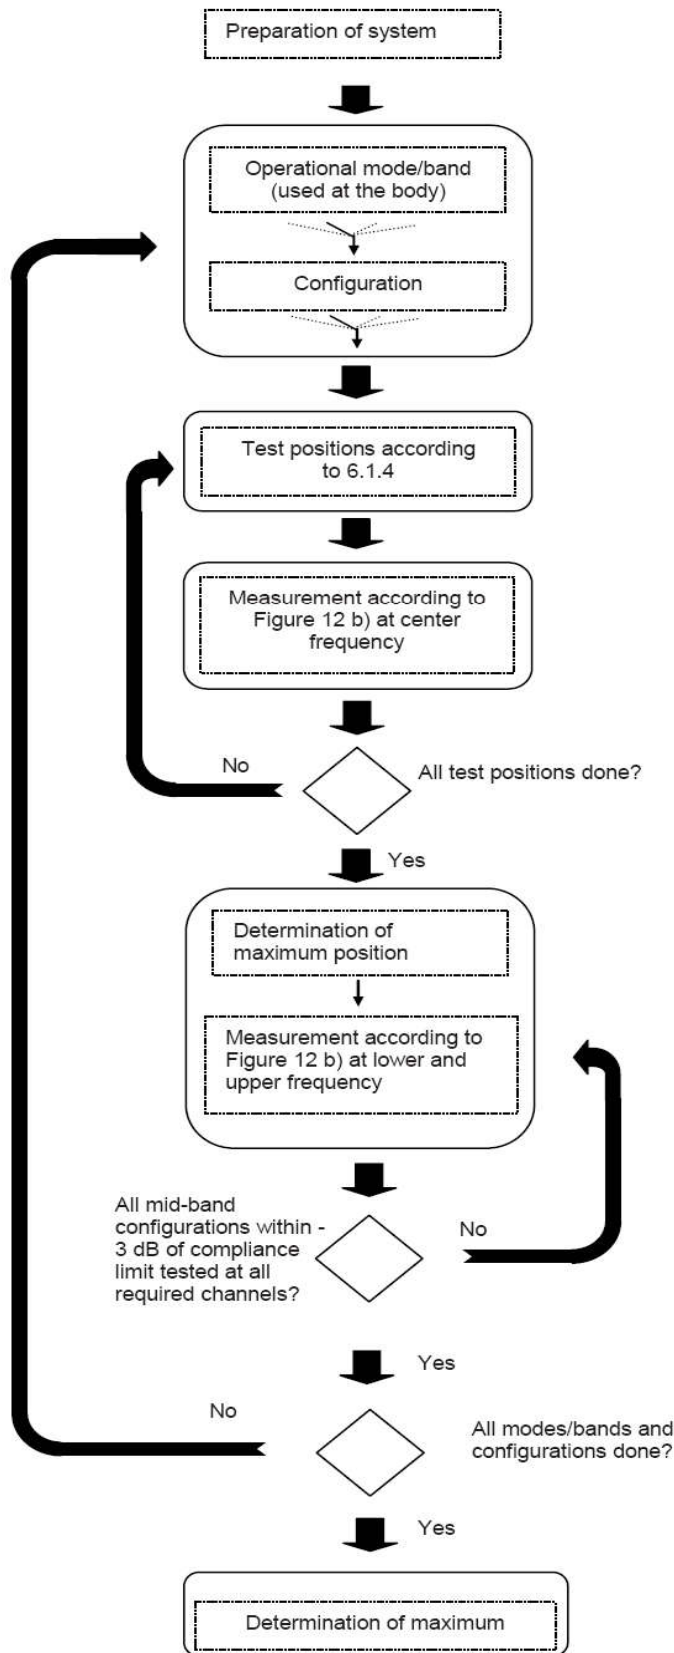 Preparation of system
Operational mode/band
(used at the body)
Configuration
Test positions according
to 6.1.4
Measurement according to
Figure 12 b) at center
frequency
No
All test positions done?
Yes
Determination of
maximum position
Measurement according to
Figure 12 b) at lower and
upper frequency
All mid-band
configurations within -
3 dB of compliance
limit tested at all
required channels?
No
Yes
No
All modes/bands and
configurations done?
Yes
Determination of maximum